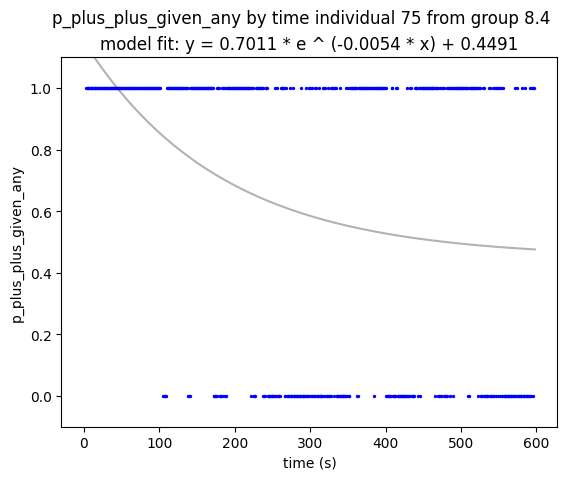 p_plus_plus_given_any by time individual 75 from group 8.4
model fit: y = 0.7011 * e ^ (-0.0054 * x) + 0.4491
p_plus_plus_given_any
1.0
0.8
0.6
0.4
0.2
0.0
0 100 200 300 400 500 600
time (s)